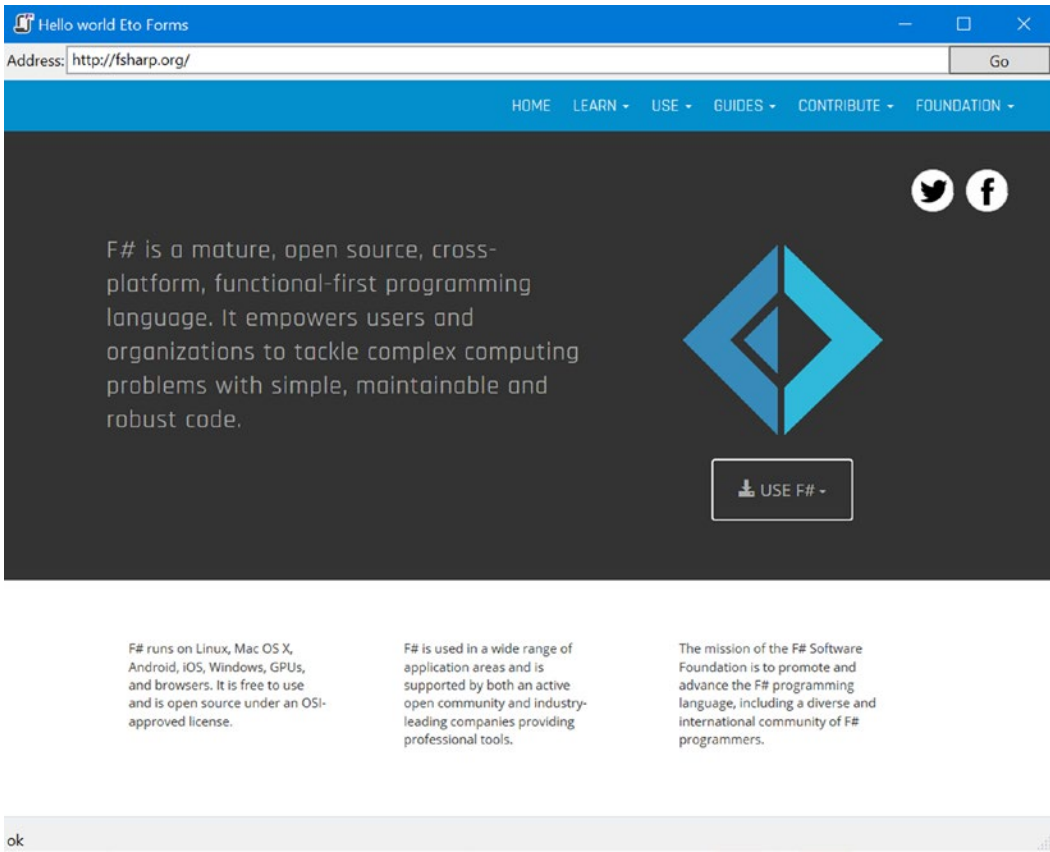 Hello world Eto Forms
Address: http://fsharp.org/ Go
HOME LEARN USE GUIDES CONTRIBUTE FOUNDATION
F# is a mature, open source, cross-
platform, functional-first programming
language. It empowers users and
organizations to tackle complex computing
problems with simple, maintainable and
robust code.
USE F#
F# runs on Linux, Mac OS X,
Android, iOS, Windows, GPUs,
and browsers. It is free to use
and is open source under an OSI-
approved license.
F# is used in a wide range of
application areas and is
supported by both an active
open community and industry-
leading companies providing
professional tools.
The mission of the F# Software
Foundation is to promote and
advance the F# programming
language, including a diverse and
international community of F#
programmers.
ok